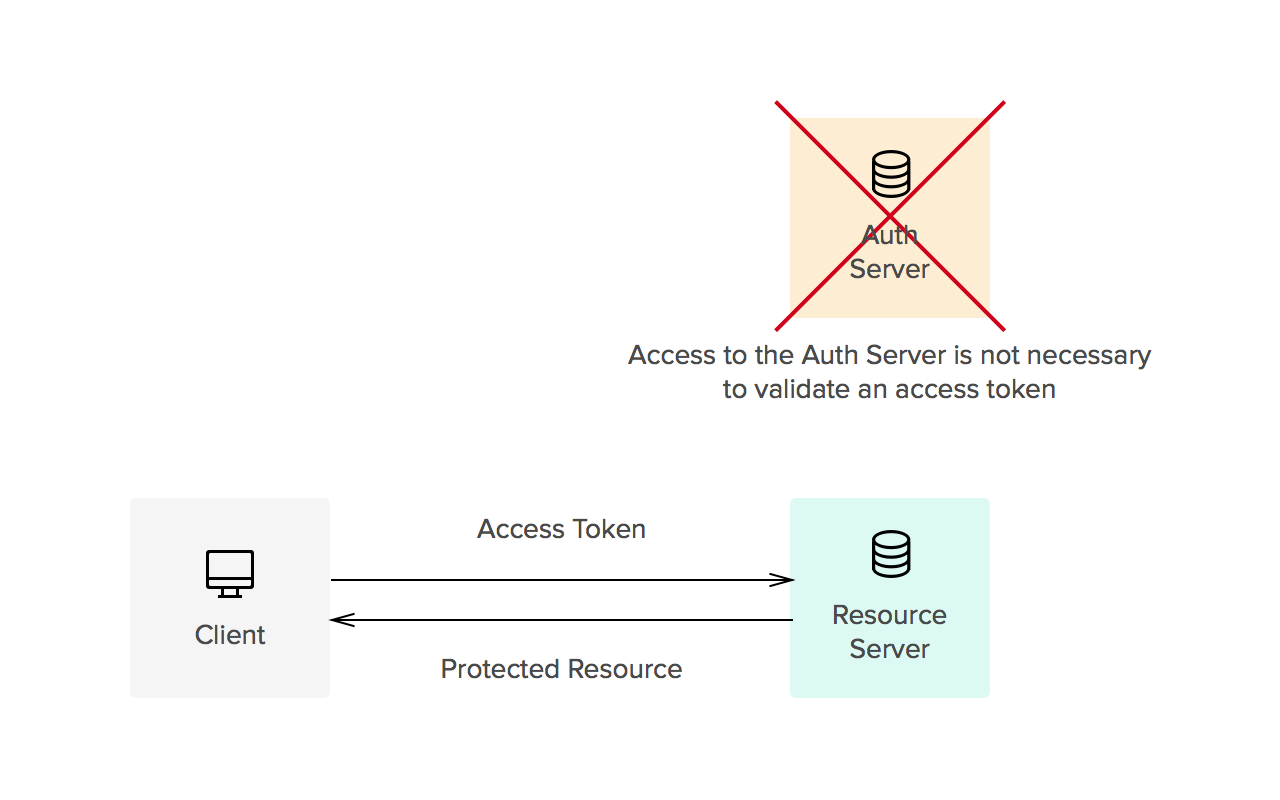 Auth
Server
Access to the Auth Server is not necessary
to validate an access token
Access Token
Client
Resource
Server
Protected Resource